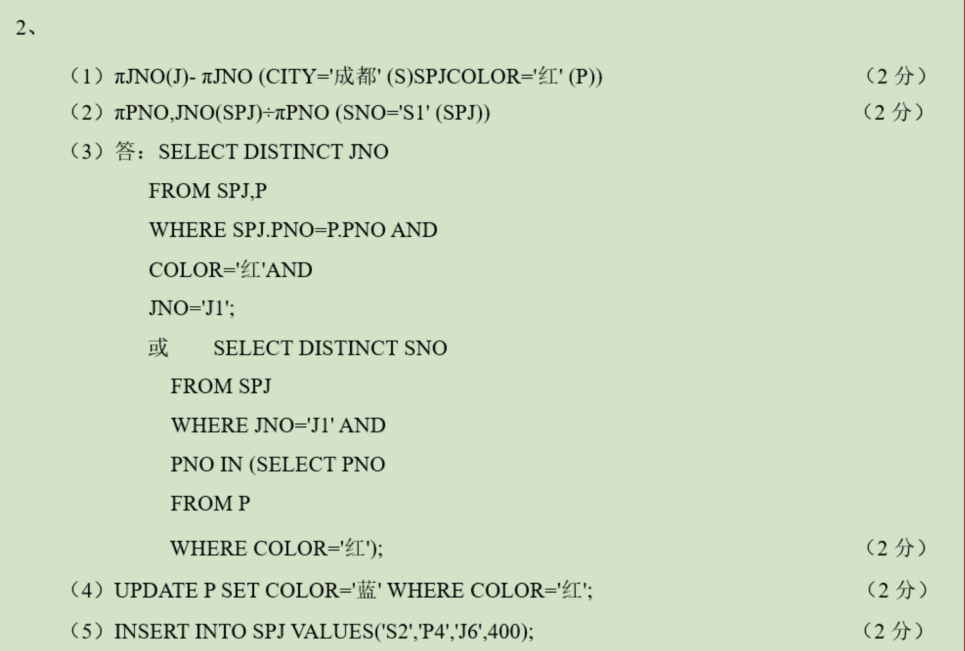 2、
（1）πJNO(J)- πJNO (CITY='成都' (S)SPJCOLOR='红' (P)) （2 分）
（2）πPNO,JNO(SPJ)÷πPNO (SNO='S1' (SPJ)) （2 分）
（3）答：SELECT DISTINCT JNO
FROM SPJ,P
WHERE SPJ.PNO=P.PNO AND
COLOR='红'AND
JNO='J1';
或 SELECT DISTINCT SNO
FROM SPJ
WHERE JNO='J1' AND
PNO IN (SELECT PNO
FROM P
WHERE COLOR='红'); （2 分）
（4）UPDATE P SET COLOR='蓝' WHERE COLOR='红'; （2 分）
（5）INSERT INTO SPJ VALUES('S2','P4','J6',400); （2 分）